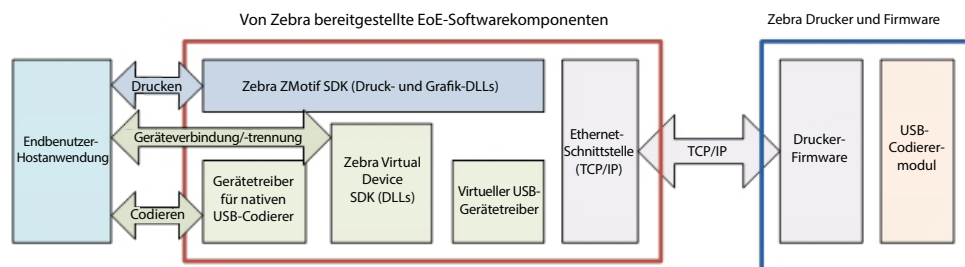 Von Zebra bereitgestellte EoE-Softwarekomponenten
Zebra Drucker und Firmware
Endbenutzer-
Hostanwendung
Drucken
Zebra ZMotif SDK (Druck- und Grafik-DLLs)
Geräteverbindung/-trennung
Codieren
Gerätetreiber
für nativen
USB-Codierer
Zebra Virtual
Device
SDK (DLLs)
Virtueller USB-
Gerätetreiber
Ethernet-
Schnittstelle
(TCP/IP)
TCP/IP
Drucker-
Firmware
USB-
Codierer-
modul